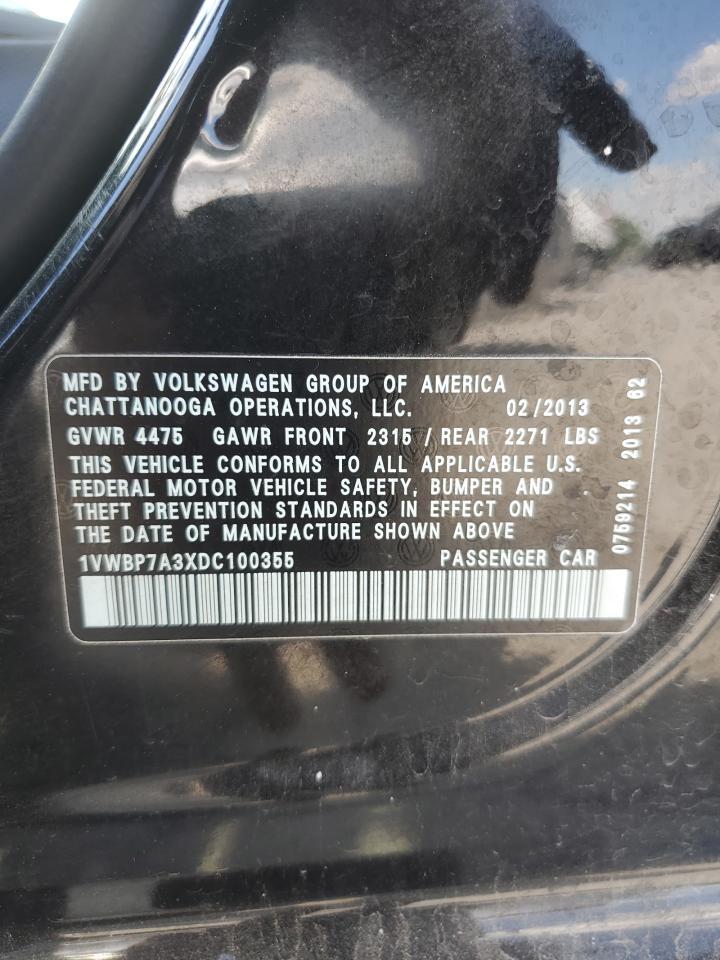 MFD BY VOLKSWAGEN GROUP OF AMERICA
CHATTANOOGA OPERATIONS, LLC. 02/2013
GVWR 4475 GAWR FRONT 2315 / REAR 2271 LBS
THIS VEHICLE CONFORMS TO ALL APPLICABLE U.S.
FEDERAL MOTOR VEHICLE SAFETY, BUMPER AND
THEFT PREVENTION STANDARDS IN EFFECT ON
THE DATE OF MANUFACTURE SHOWN ABOVE
1VWBP7A3XDC100355 PASSENGER CAR
0759214 2013 62